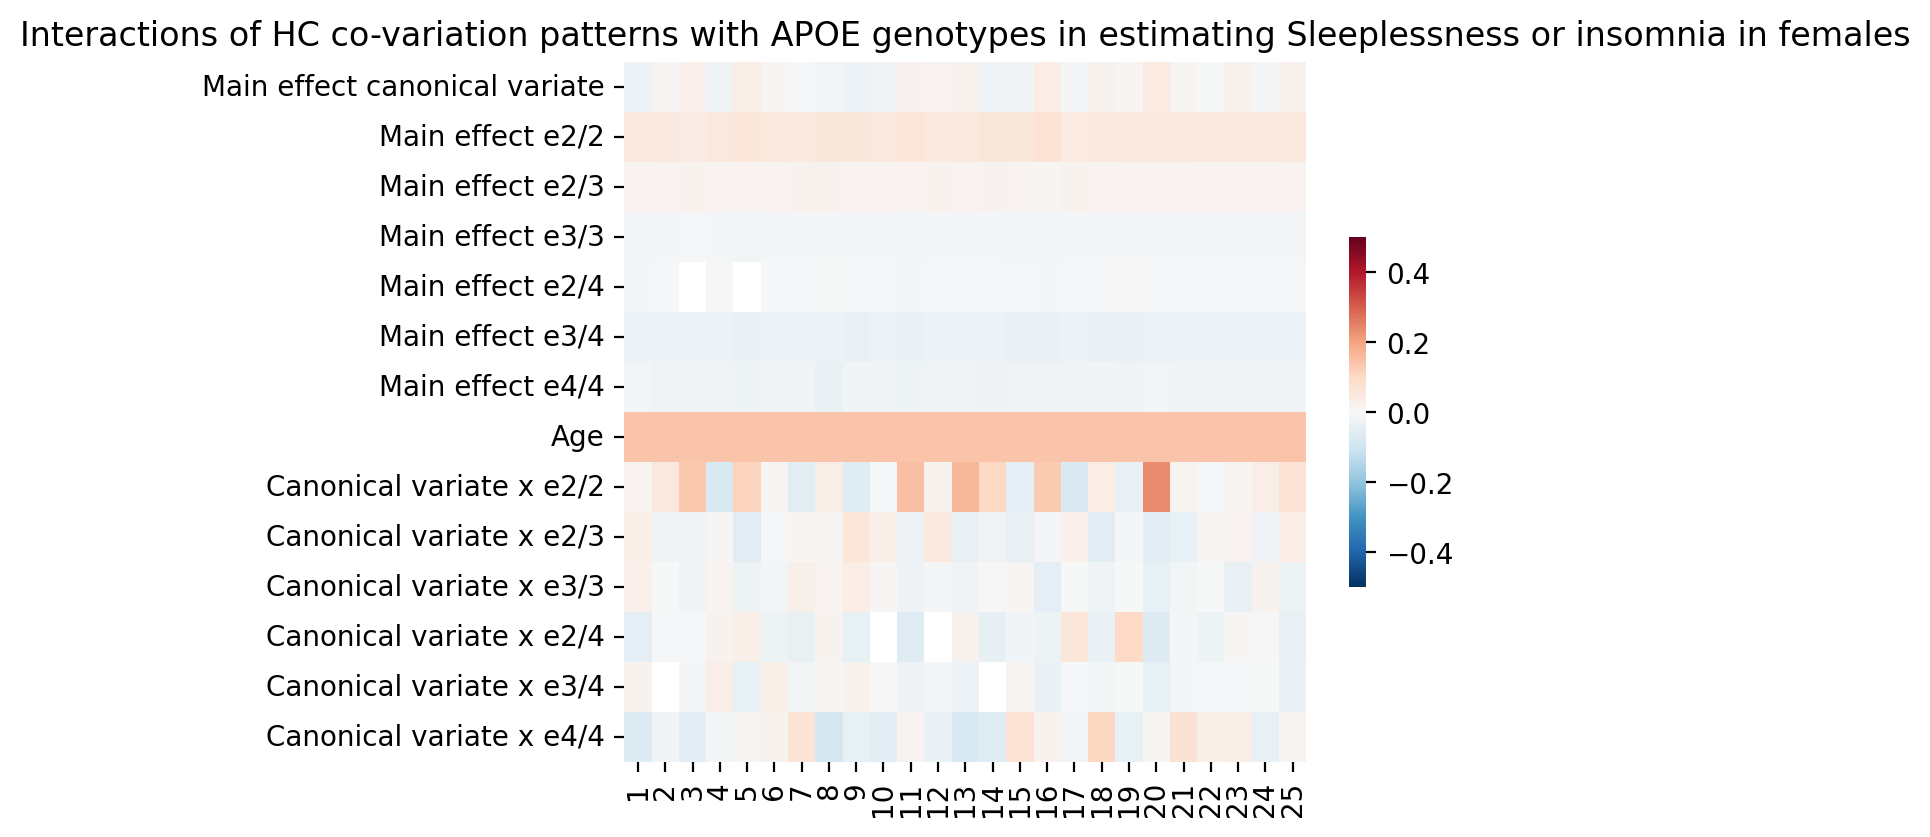 Interactions of HC co-variation patterns with APOE genotypes in estimating Sleeplessness or insomnia in females
Main effect canonical variate
Main effect e2/2
Main effect e2/3
Main effect e3/3
Main effect e2/4
Main effect e3/4
Main effect e4/4
Age
Canonical variate x e2/2
Canonical variate x e2/3
Canonical variate x e3/3
Canonical variate x e2/4
Canonical variate x e3/4
Canonical variate x e4/4
1 2 3 4 5 6 7 8 9 10 11 12 13 14 15 16 17 18 19 20 21 22 23 24 25
0.4
0.2
0.0
−0.2
−0.4